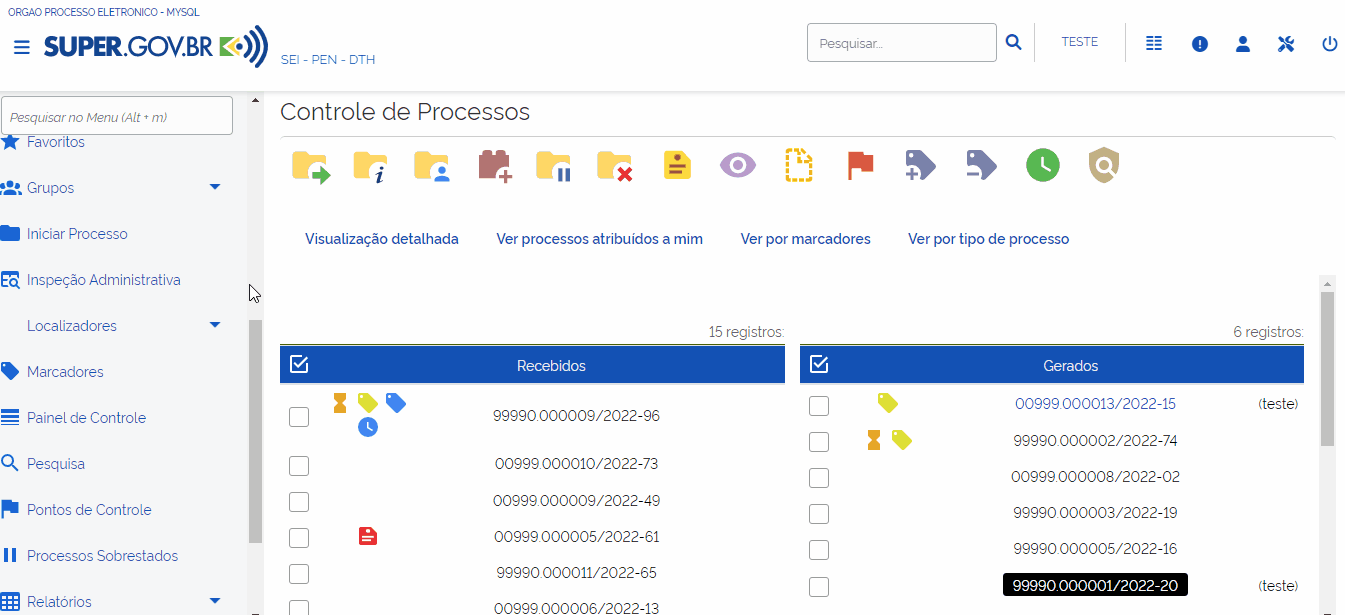 ORGAO PROCESSO ELETRONICO - MYSQL
SUPER.GOV.BR
SEI - PEN - DTH
Pesquisar...
TESTE
Pesquisar no Menu (Alt + m)
Favoritos
Grupos
Iniciar Processo
Inspeção Administrativa
Localizadores
Marcadores
Painel de Controle
Pesquisa
Pontos de Controle
Processos Sobrestados
Relatórios
Controle de Processos
Visualização detalhada
Ver processos atribuídos a mim
Ver por marcadores
Ver por tipo de processo
15 registros:
Recebidos
99990.000009/2022-96
00999.000010/2022-73
00999.000009/2022-49
00999.000005/2022-61
99990.000011/2022-65
00999.000006/2022-13
6 registros:
Gerados
00999.000013/2022-15 (teste)
99990.000002/2022-74
00999.000008/2022-02
99990.000003/2022-19
99990.000005/2022-16
99990.000001/2022-20 (teste)